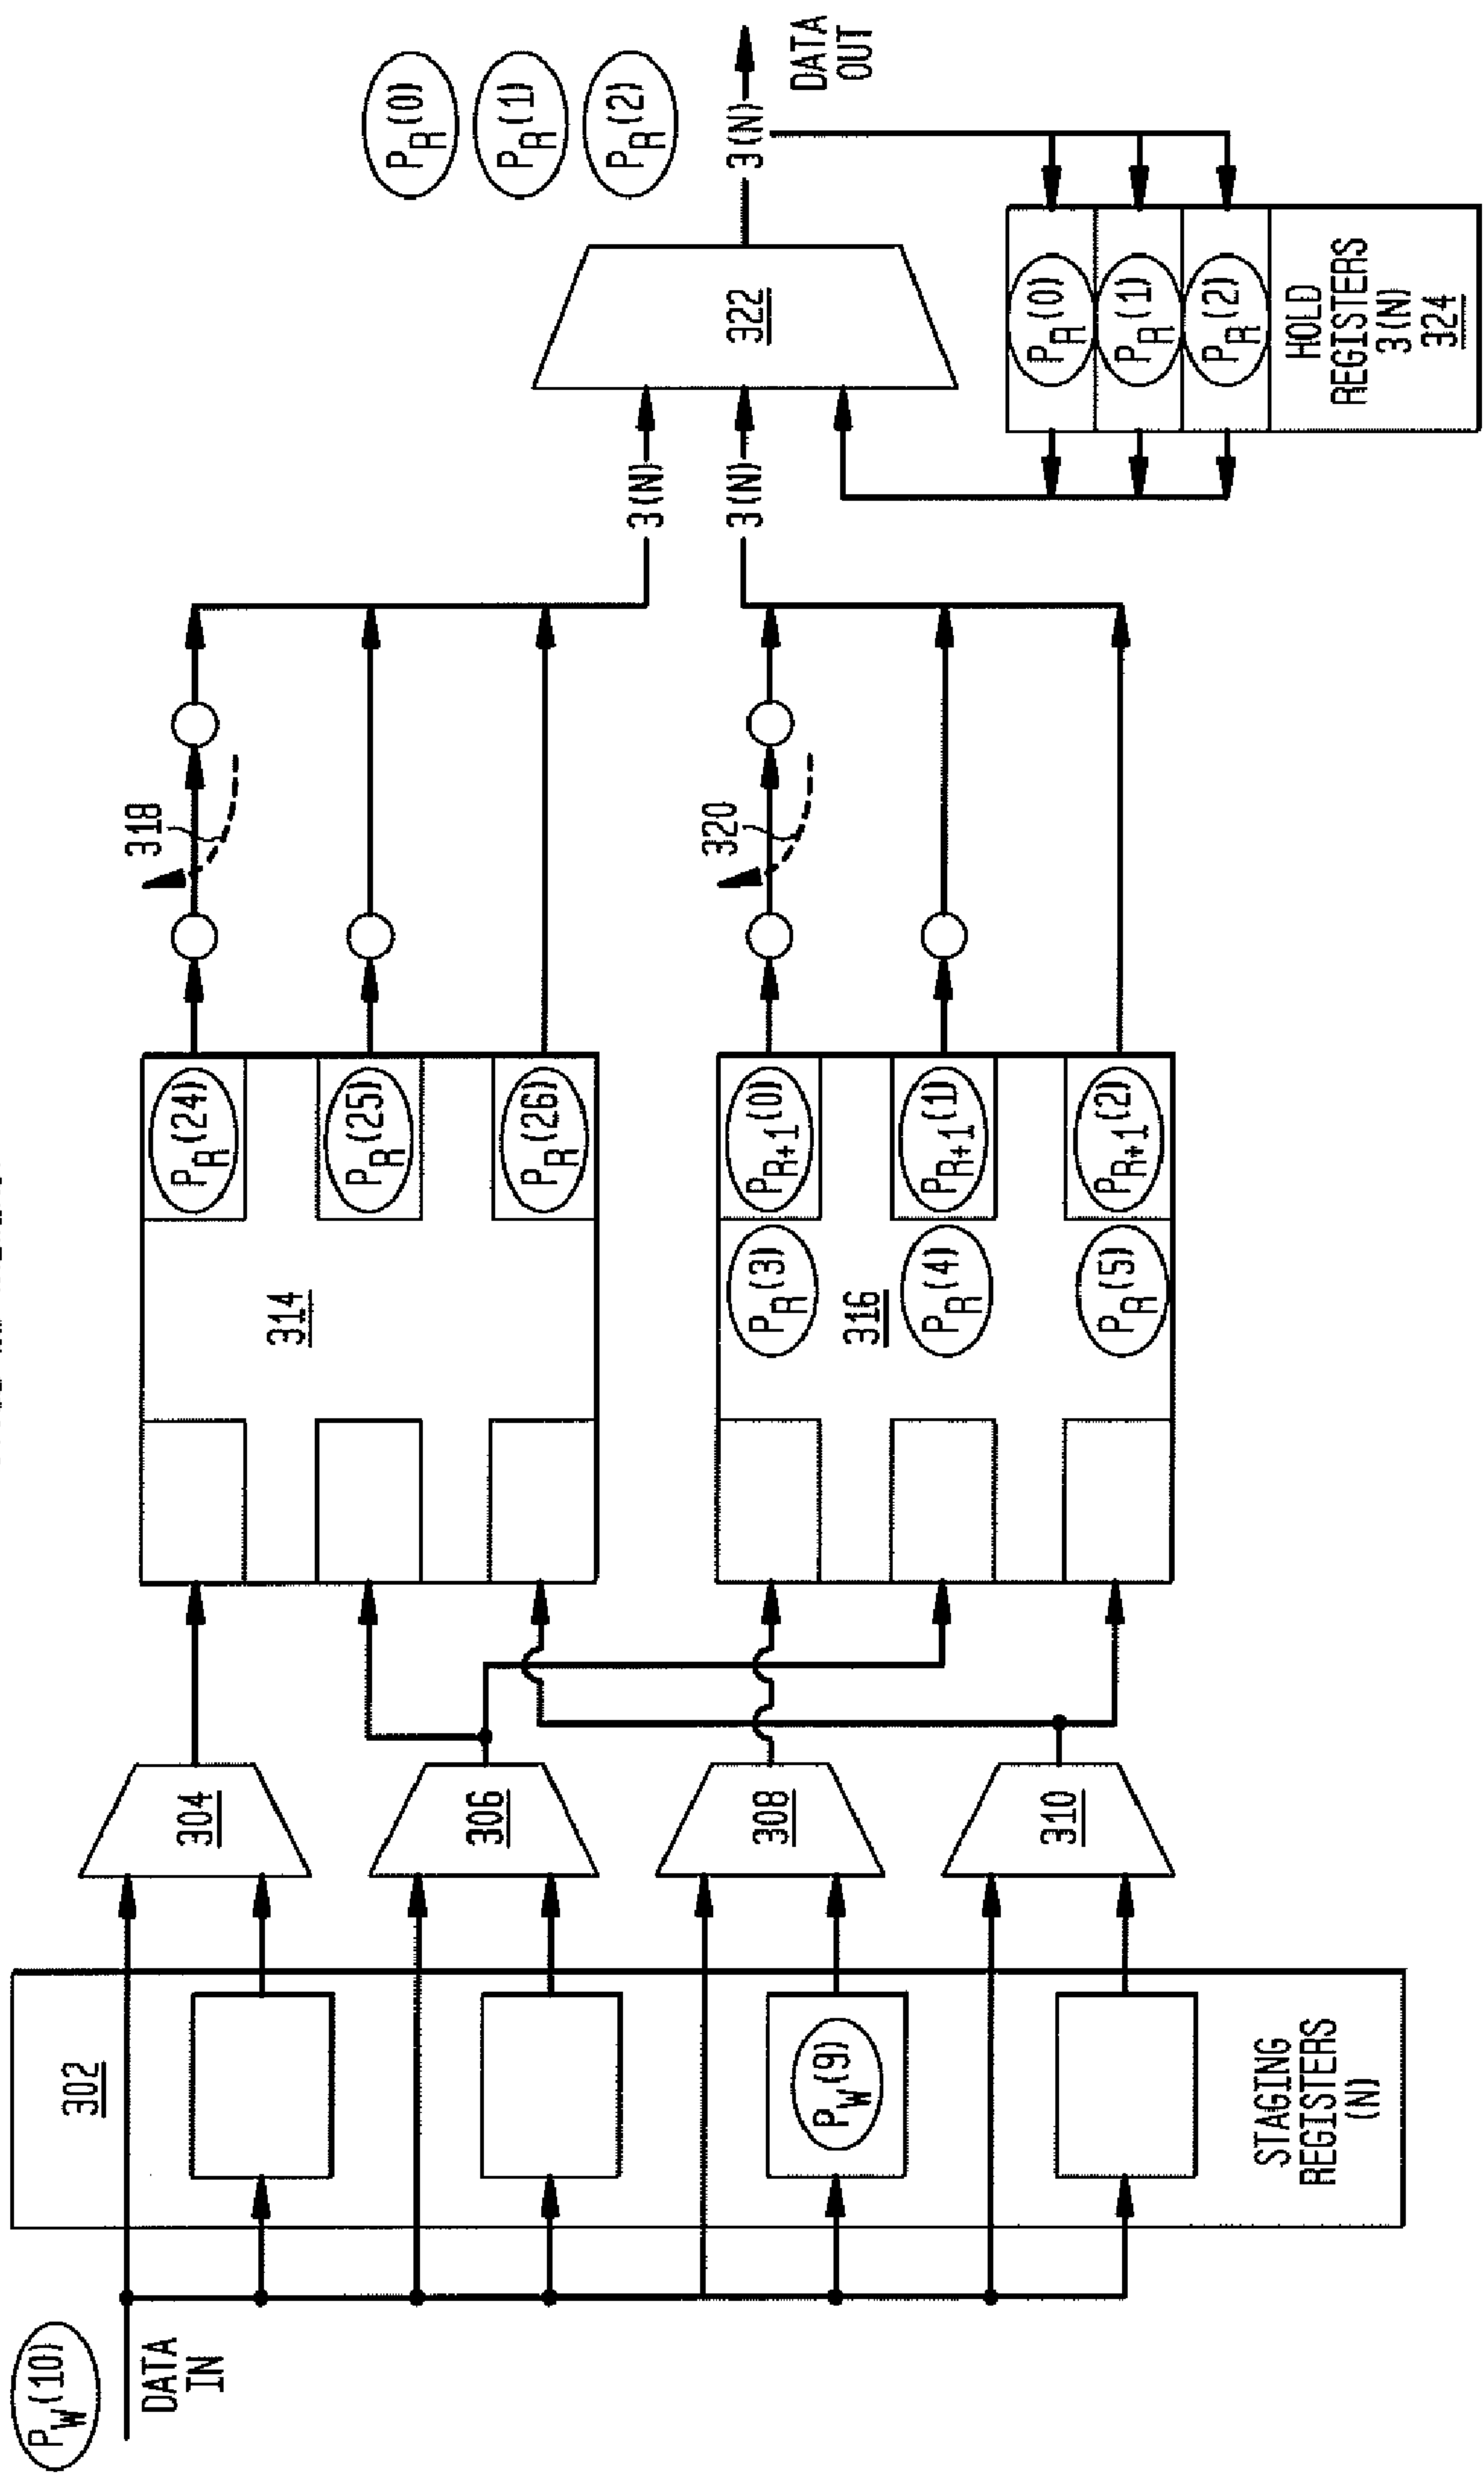 P_W(10)
DATA
IN
302
P_W(9)
STAGING
REGISTERS
(N)
304
306
308
310
314
P_R(24)
P_R(25)
P_R(26)
316
P_R(3)
P_R(4)
P_R(5)
P_R+1(0)
P_R+1(1)
P_R+1(2)
318
320
3(N)
3(N)
322
3(N)
DATA
OUT
P_R(0)
P_R(1)
P_R(2)
P_R(0)
P_R(1)
P_R(2)
HOLD
REGISTERS
3(N)
324